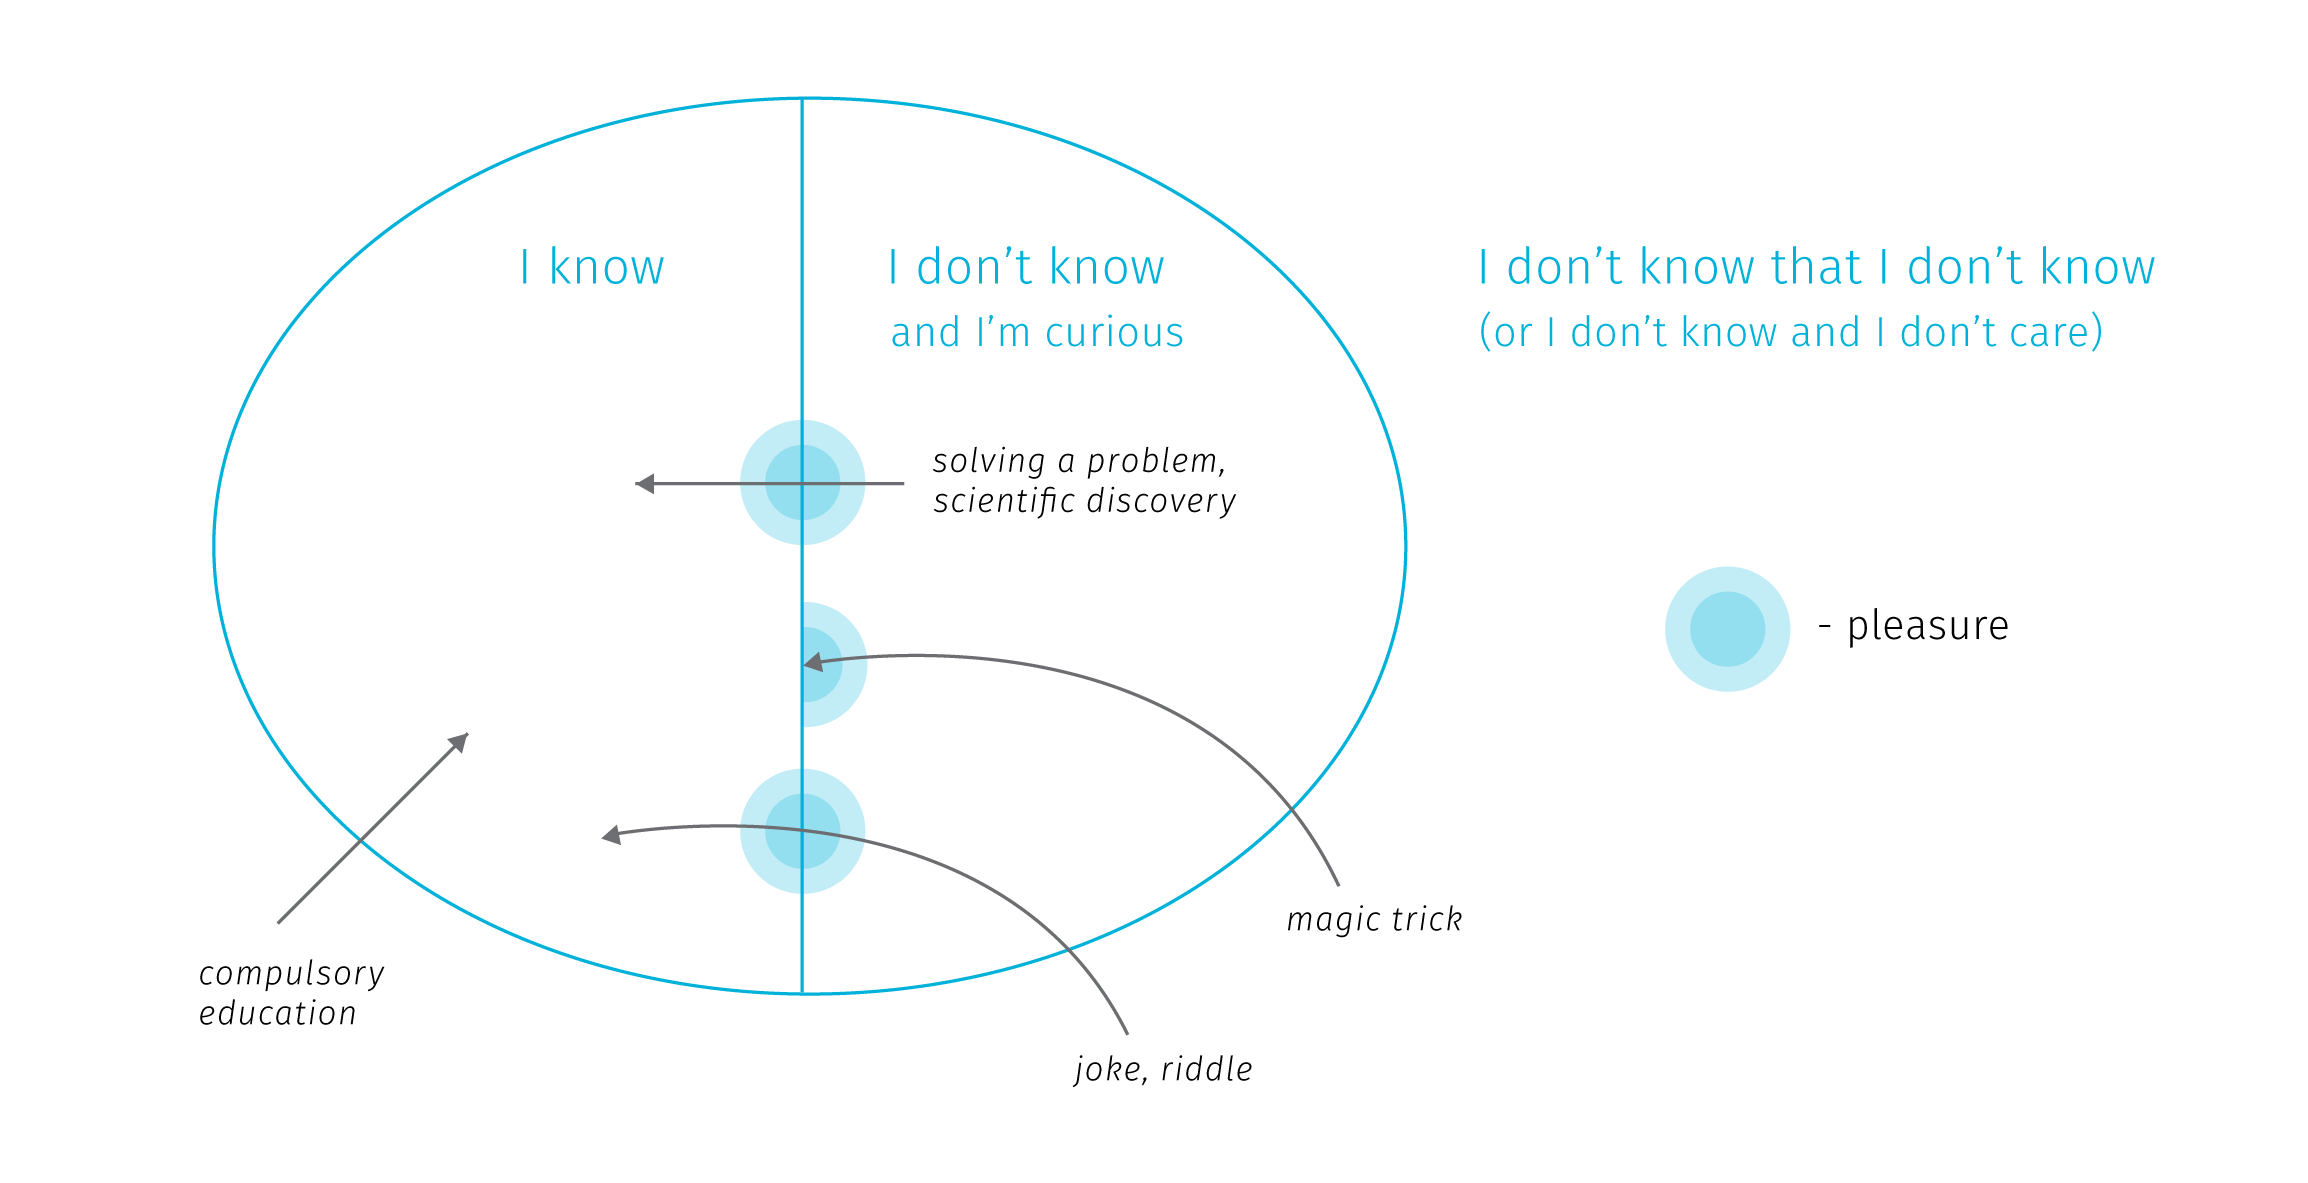 I know
I don’t know
and I’m curious
I don’t know that I don’t know
(or I don’t know and I don’t care)
solving a problem,
scientific discovery
- pleasure
magic trick
compulsory
education
joke, riddle